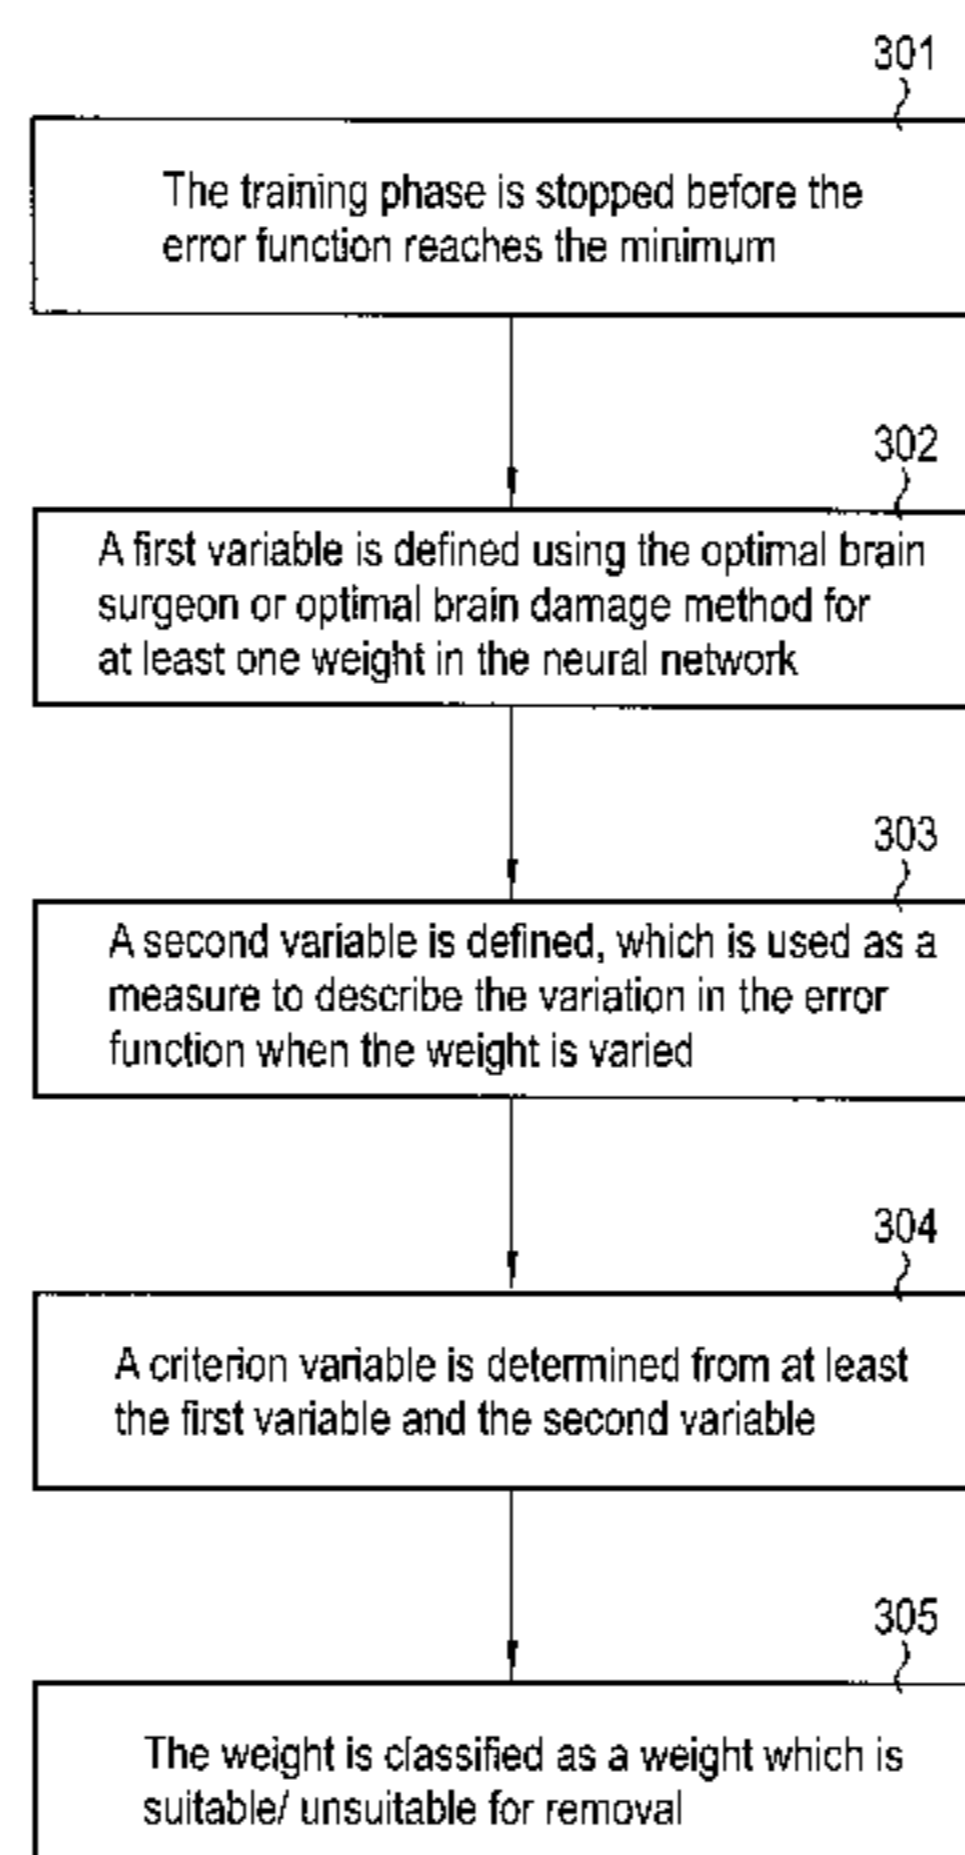 301
The training phase is stopped before the
error function reaches the minimum
302
A first variable is defined using the optimal brain
surgeon or optimal brain damage method for
at least one weight in the neural network
303
A second variable is defined, which is used as a
measure to describe the variation in the error
function when the weight is varied
304
A criterion variable is determined from at least
the first variable and the second variable
305
The weight is classified as a weight which is
suitable/ unsuitable for removal